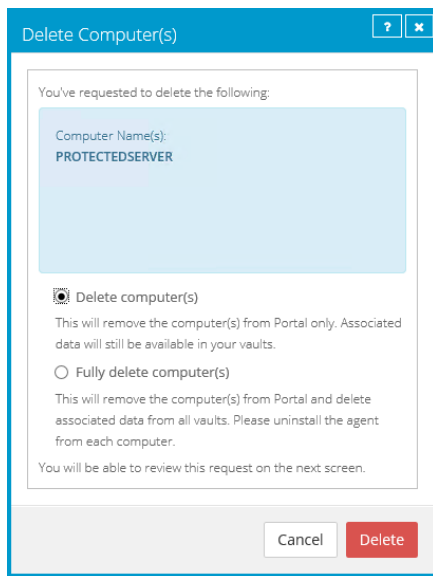 Delete Computer(s)
? ×
You've requested to delete the following:
Computer Name(s):
PROTECTEDSERVER
Delete computer(s)
This will remove the computer(s) from Portal only. Associated
data will still be available in your vaults.
Fully delete computer(s)
This will remove the computer(s) from Portal and delete
associated data from all vaults. Please uninstall the agent
from each computer.
You will be able to review this request on the next screen.
Cancel Delete